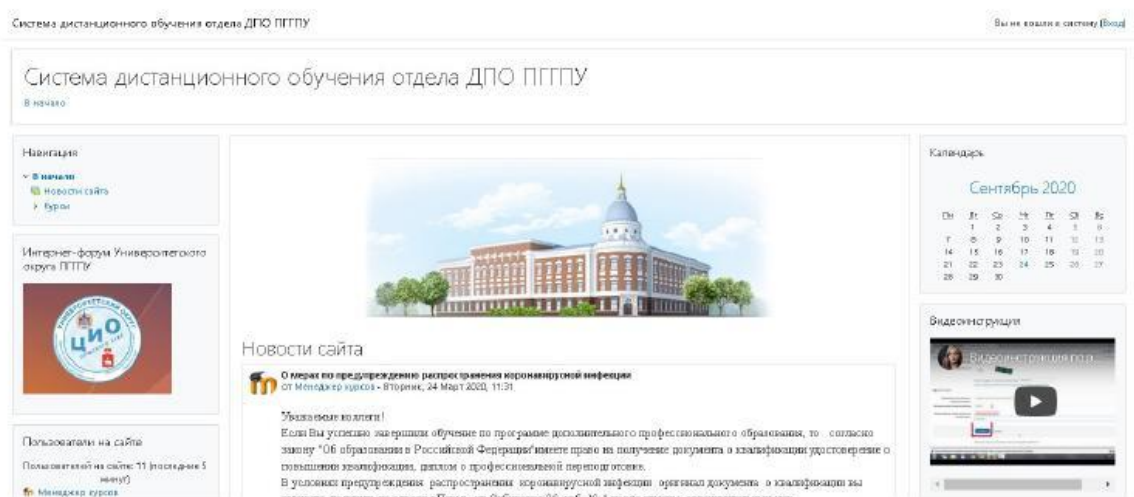 Система дистанционного обучения отдела ДПО ПГГПУ
Вы не вошли в систему (Вход)
Система дистанционного обучения отдела ДПО ПГГПУ
В начало
Навигация
В начало
Новости сайта
Курсы
Интернет-форум Университетского
округа ПГГПУ
УНИВЕРСИТЕТСКИЙ ОКРУГ
ЦИО
Пользователи на сайте
Пользователей на сайте: 11 (последние 5
минут)
Менеджер курсов
Новости сайта
О мерах по предупреждению распространения коронавирусной инфекции
от Менеджер курсов - Вторник, 24 Март 2020, 11:31
Уважаемые коллеги!
Если Вы успешно завершили обучение по программе дополнительного профессионального образования, то согласно
закону "Об образовании в Российской Федерации" имеете право на получение документа о квалификации удостоверение о
повышении квалификации, диплом о профессиональной переподготовке.
В условиях предупреждения распространения коронавирусной инфекции оригинал документа о квалификации вы
Календарь
Сентябрь 2020
Пн Вт Ср Чт Пт Сб Вс
1 2 3 4 5 6
7 8 9 10 11 12 13
14 15 16 17 18 19 20
21 22 23 24 25 26 27
28 29 30
Видеоинструкция
Видеоинструкция по р...